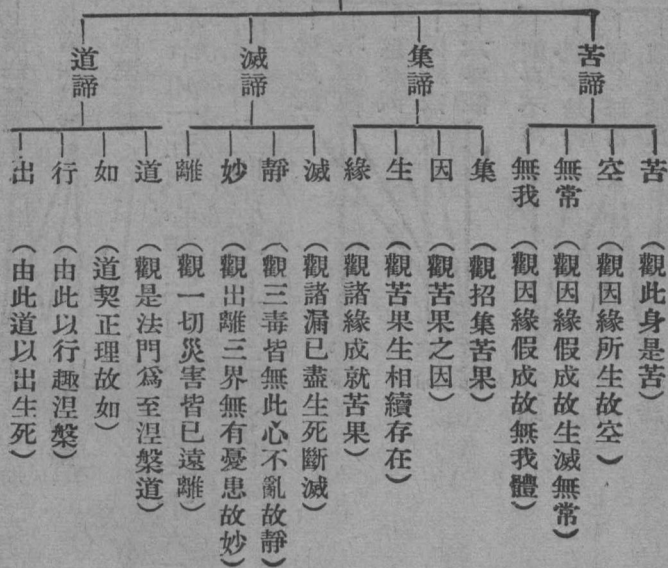 苦諦
集諦
滅諦
道諦
苦
空
無常
無我
集
因
生
緣
滅
靜
妙
離
道
如
行
出
（觀此身是苦）
（觀因緣所生故空）
（觀因緣假成故生滅無常）
（觀因緣假成故無我體）
（觀招集苦果）
（觀苦果之因）
（觀苦果生相續存在）
（觀諸緣成就苦果）
（觀諸漏已盡生死斷滅）
（觀三毒皆無此心不亂故靜）
（觀出離三界無有憂患故妙）
（觀一切災害皆已遠離）
（觀是法門爲至涅槃道）
（道契正理故如）
（由此以行趣涅槃）
（由此道以出生死）